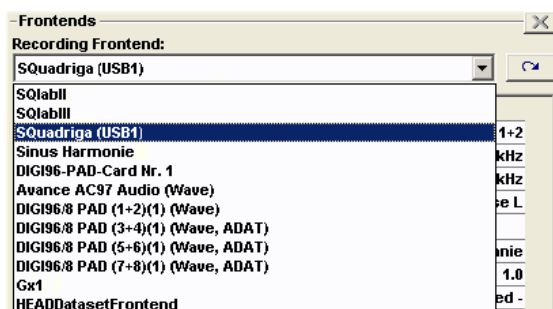 Frontends
Recording Frontend:
SQuadriga (USB1)
SQlabII
SQlabIII
SQuadriga (USB1) 1+2
Sinus Harmonie kHz
DIGI96-PAD-Card Nr. 1 kHz
Avance AC97 Audio (Wave) se L
DIGI96/8 PAD (1+2)(1) (Wave)
DIGI96/8 PAD (3+4)(1) (Wave, ADAT)
DIGI96/8 PAD (5+6)(1) (Wave, ADAT) nie
DIGI96/8 PAD (7+8)(1) (Wave, ADAT) 1.0
Gx1 ed -
HEADDatasetFrontend